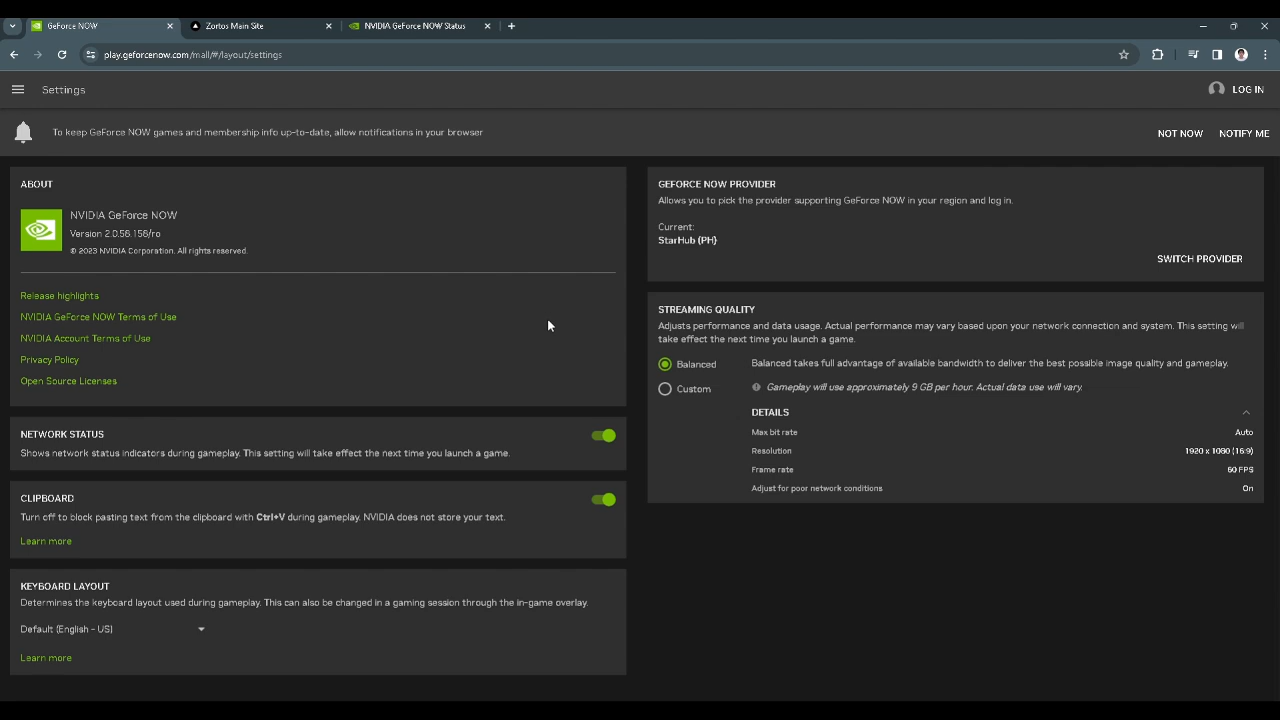 GeForce NOW
Zortos Main Site
NVIDIA GeForce NOW Status
play.geforcenow.com/mall/#/layout/settings
Settings
LOG IN
To keep GeForce NOW games and membership info up-to-date, allow notifications in your browser
NOT NOW
NOTIFY ME
ABOUT
NVIDIA GeForce NOW
Version 2.0.56.156/ro
© 2023 NVIDIA Corporation. All rights reserved.
Release highlights
NVIDIA GeForce NOW Terms of Use
NVIDIA Account Terms of Use
Privacy Policy
Open Source Licenses
NETWORK STATUS
Shows network status indicators during gameplay. This setting will take effect the next time you launch a game.
CLIPBOARD
Turn off to block pasting text from the clipboard with Ctrl+V during gameplay. NVIDIA does not store your text.
Learn more
KEYBOARD LAYOUT
Determines the keyboard layout used during gameplay. This can also be changed in a gaming session through the in-game overlay.
Default (English - US)
Learn more
GEFORCE NOW PROVIDER
Allows you to pick the provider supporting GeForce NOW in your region and log in.
Current:
StarHub (PH)
SWITCH PROVIDER
STREAMING QUALITY
Adjusts performance and data usage. Actual performance may vary based upon your network connection and system. This setting will
take effect the next time you launch a game.
Balanced
Balanced takes full advantage of available bandwidth to deliver the best possible image quality and gameplay.
Custom
Gameplay will use approximately 9 GB per hour. Actual data use will vary.
DETAILS
Max bit rate
Auto
Resolution
1920 x 1080 (16:9)
Frame rate
60 FPS
Adjust for poor network conditions
On